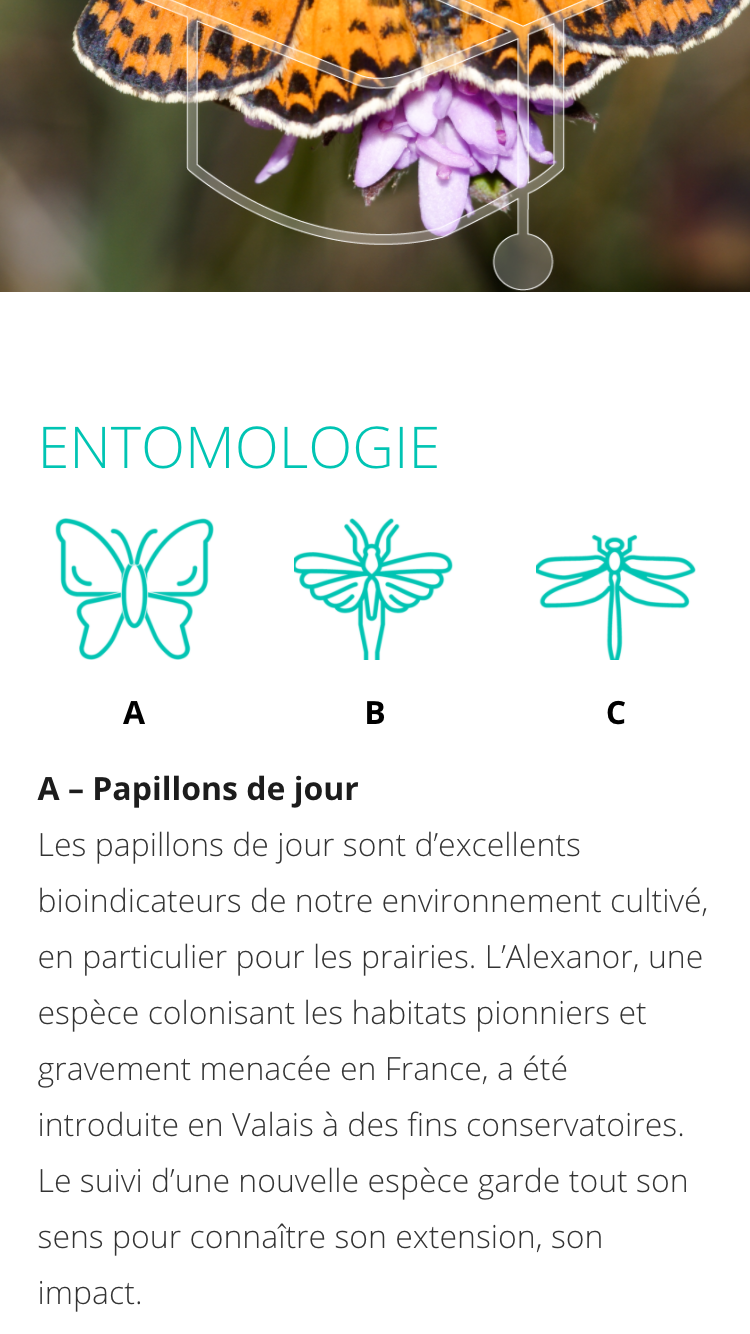 ENTOMOLOGIE
A
B
C
A – Papillons de jour
Les papillons de jour sont d’excellents
bioindicateurs de notre environnement cultivé,
en particulier pour les prairies. L’Alexanor, une
espèce colonisant les habitats pionniers et
gravement menacée en France, a été
introduite en Valais à des fins conservatoires.
Le suivi d’une nouvelle espèce garde tout son
sens pour connaître son extension, son
impact.